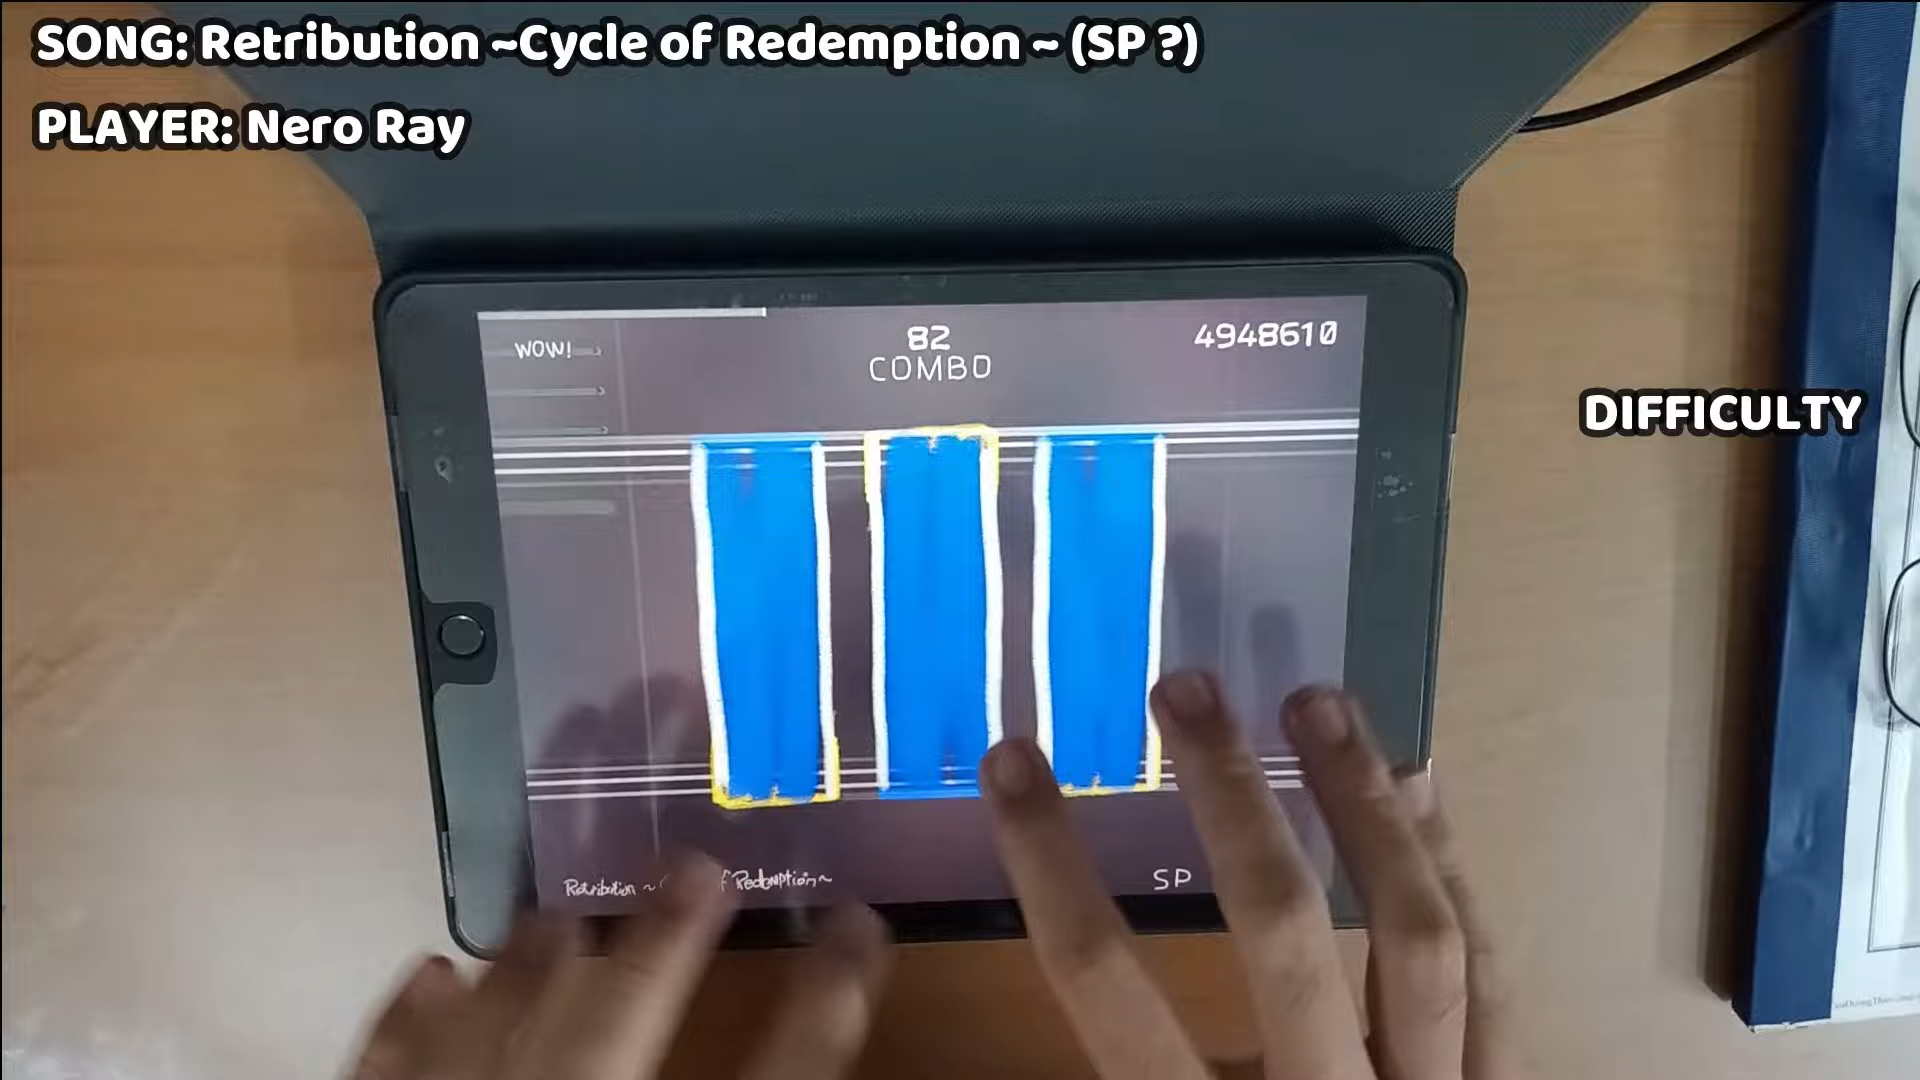 SONG: Retribution ~Cycle of Redemption ~ (SP ?)
PLAYER: Nero Ray
WOW!
82
COMBO
4948610
DIFFICULTY
Retribution ~ f Redemption~
SP